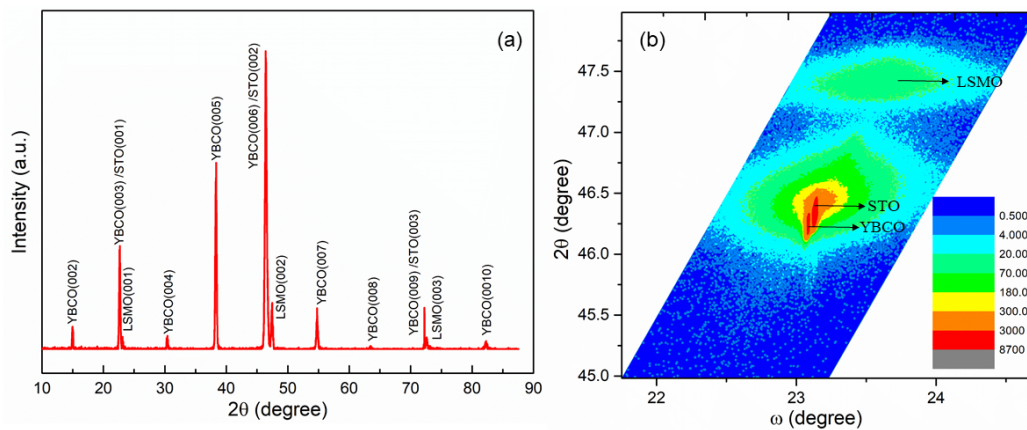 (a)
Intensity (a.u.)
YBCO(002)
YBCO(003) /STO(001)
LSMO(001)
YBCO(004)
YBCO(005)
YBCO(006) /STO(002)
LSMO(002)
YBCO(007)
YBCO(008)
YBCO(009) /STO(003)
LSMO(003)
YBCO(0010)
10 20 30 40 50 60 70 80 90
2θ (degree)
(b)
2θ (degree)
47.5
47.0
46.5
46.0
45.5
45.0
LSMO
STO
YBCO
0.500
4.000
20.00
70.00
180.0
300.0
3000
8700
22 23 24
ω (degree)